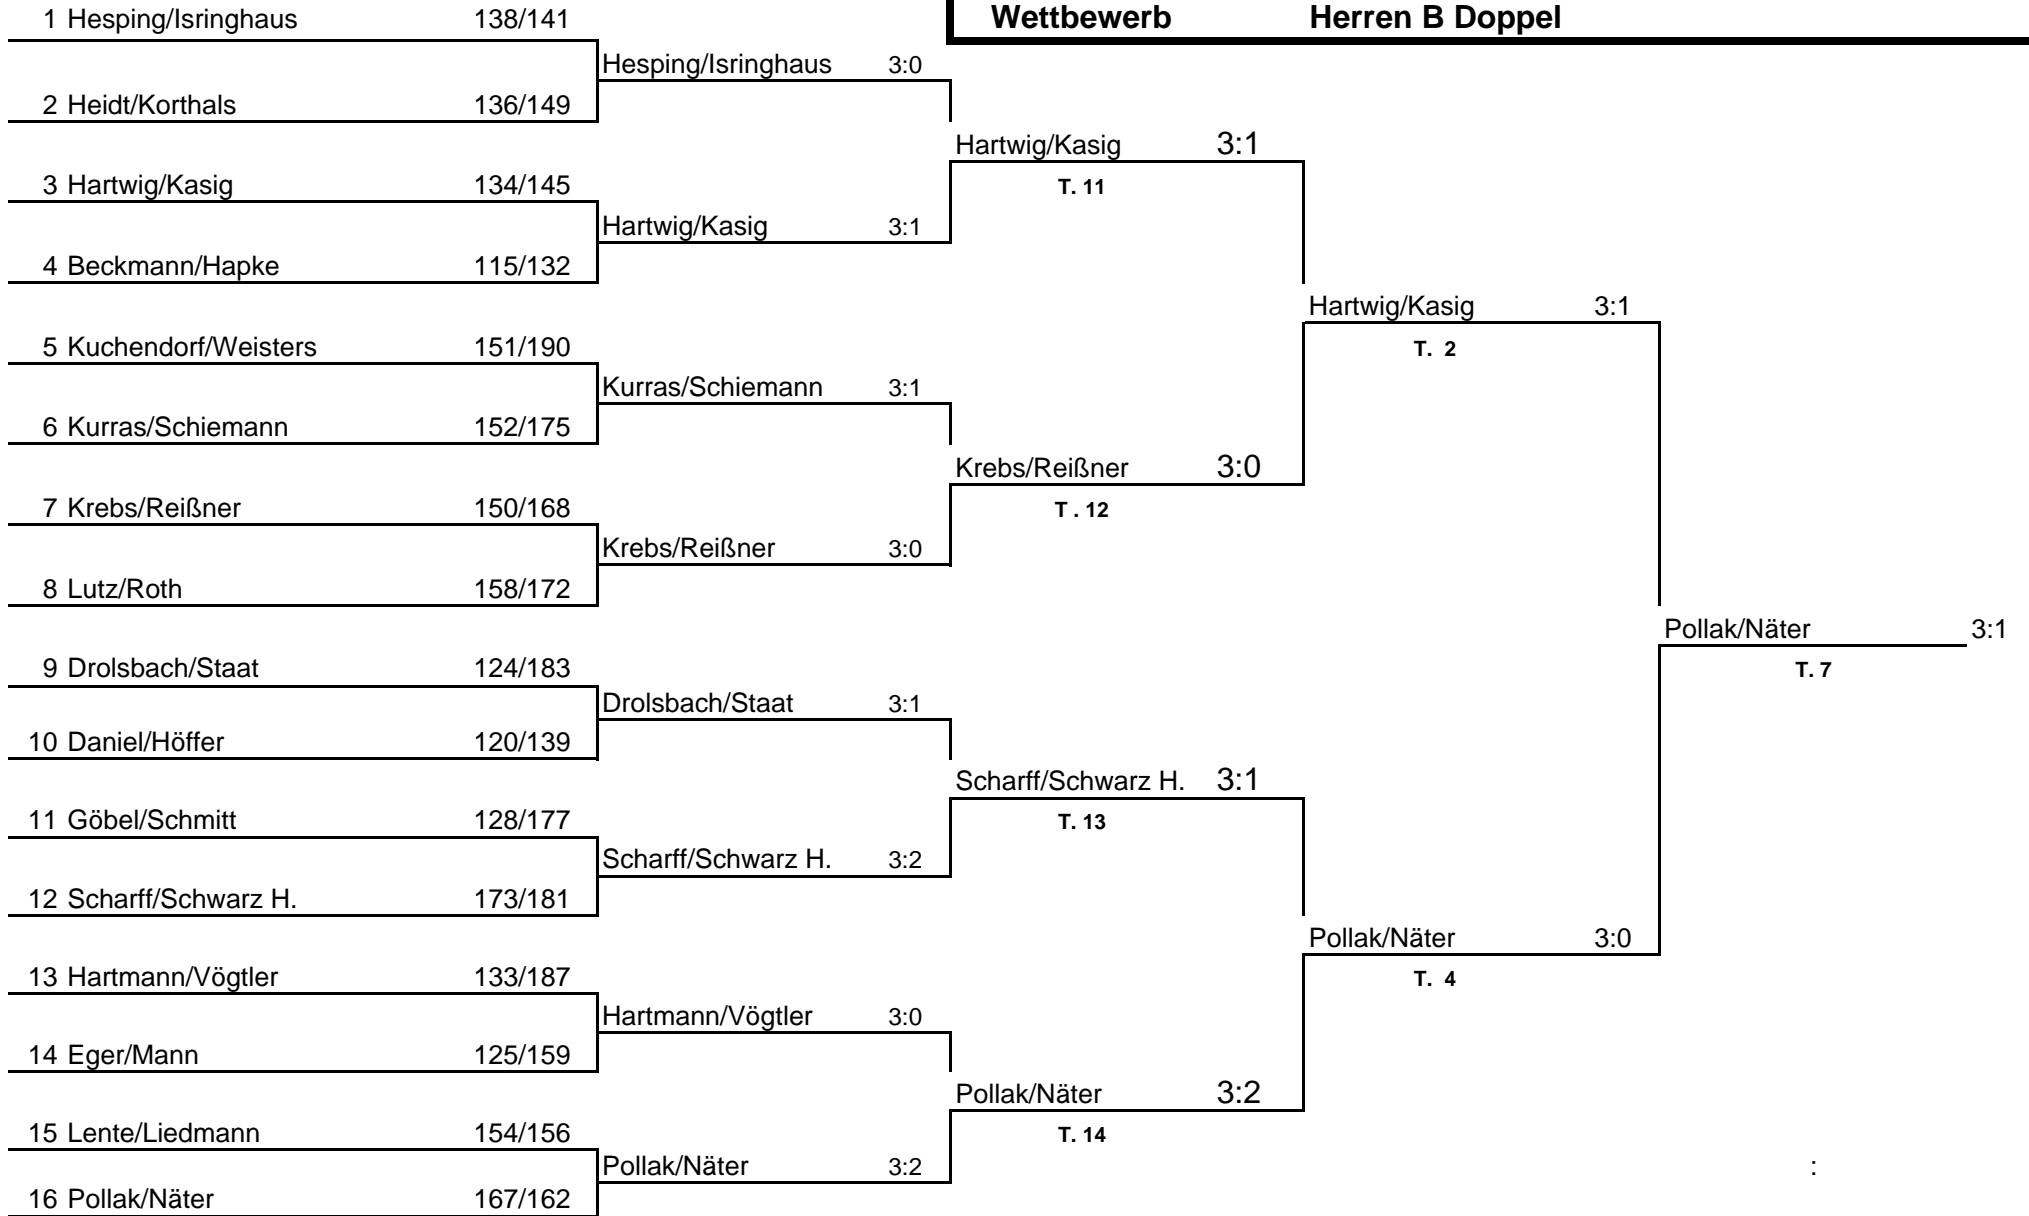 1 Hesping/Isringhaus 138/141 Wettbewerb Herren B Doppel
Hesping/Isringhaus 3:0
2 Heidt/Korthals 136/149
Hartwig/Kasig 3:1
3 Hartwig/Kasig 134/145 T. 11
Hartwig/Kasig 3:1
4 Beckmann/Hapke 115/132
Hartwig/Kasig 3:1
5 Kuchendorf/Weisters 151/190 T. 2
Kurras/Schiemann 3:1
6 Kurras/Schiemann 152/175
Krebs/Reißner 3:0
7 Krebs/Reißner 150/168 T . 12
Krebs/Reißner 3:0
8 Lutz/Roth 158/172
Pollak/Näter 3:1
9 Drolsbach/Staat 124/183 T. 7
Drolsbach/Staat 3:1
10 Daniel/Höffer 120/139
Scharff/Schwarz H. 3:1
11 Göbel/Schmitt 128/177 T. 13
Scharff/Schwarz H. 3:2
12 Scharff/Schwarz H. 173/181
Pollak/Näter 3:0
13 Hartmann/Vögtler 133/187 T. 4
Hartmann/Vögtler 3:0
14 Eger/Mann 125/159
Pollak/Näter 3:2
15 Lente/Liedmann 154/156 T. 14
Pollak/Näter 3:2 :
16 Pollak/Näter 167/162